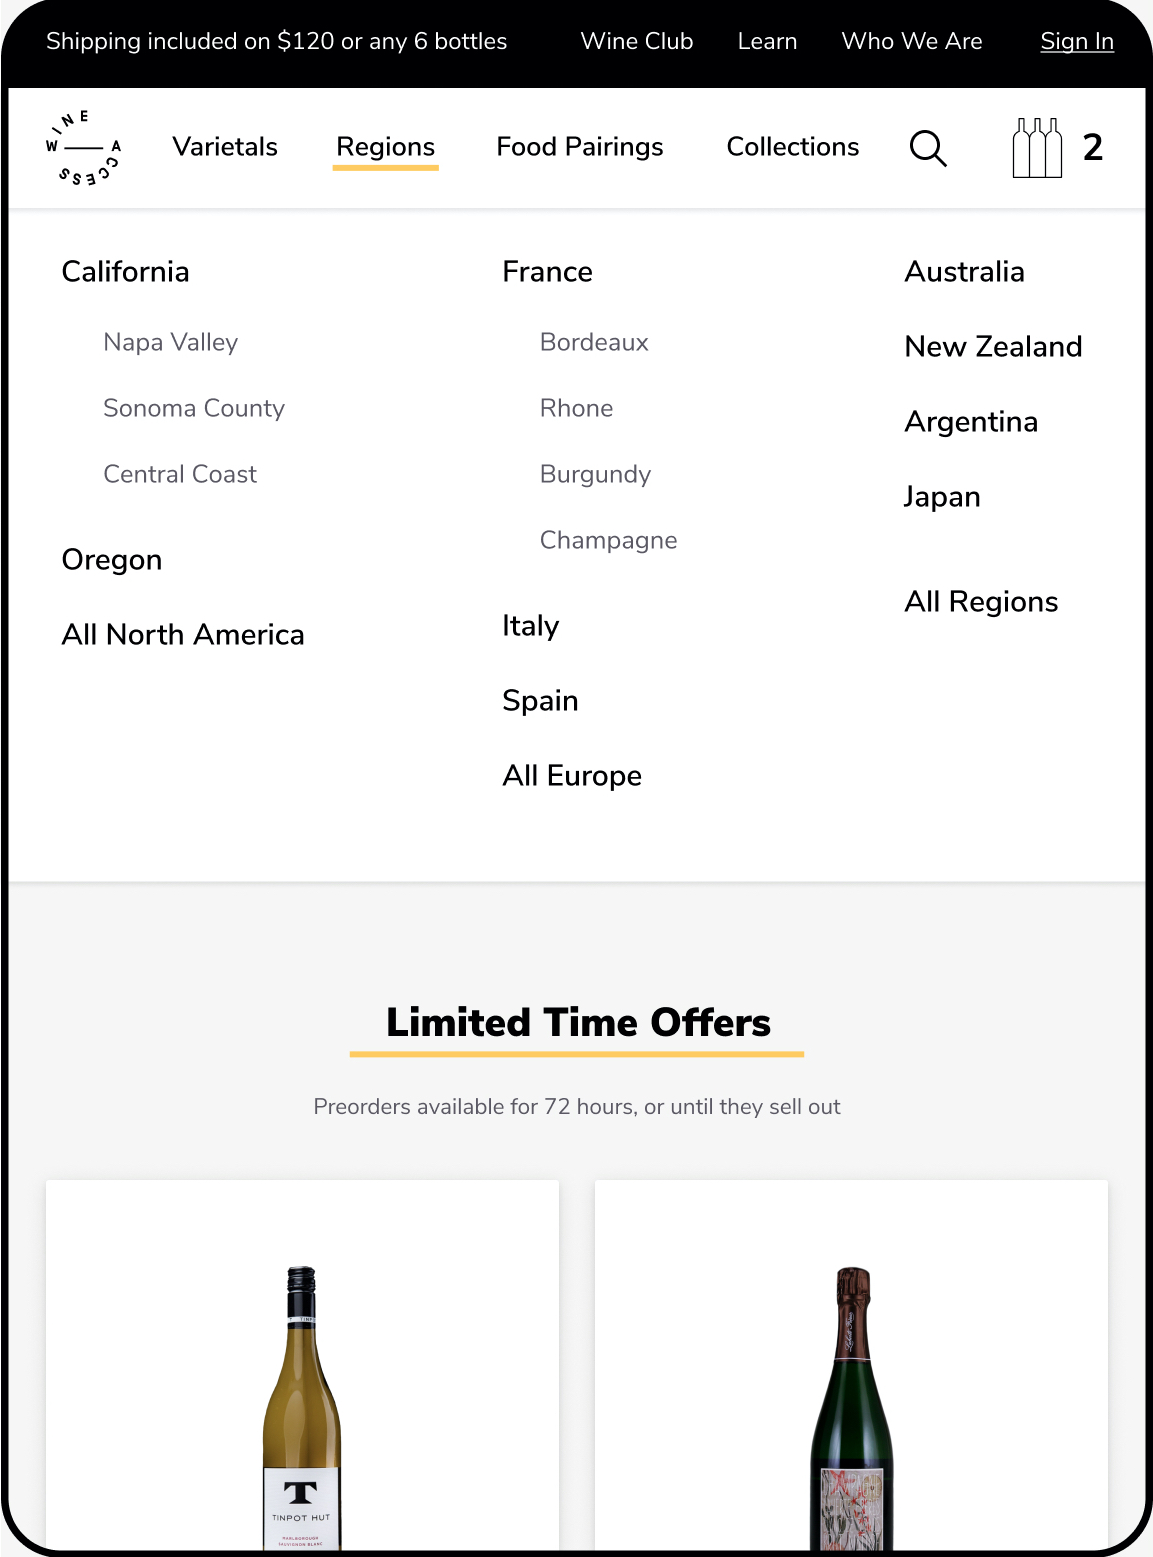 Shipping included on $120 or any 6 bottles Wine Club Learn Who We Are Sign In
WINE ACCESS
Varietals Regions Food Pairings Collections 2
California
Napa Valley
Sonoma County
Central Coast
Oregon
All North America
France
Bordeaux
Rhone
Burgundy
Champagne
Italy
Spain
All Europe
Australia
New Zealand
Argentina
Japan
All Regions
Limited Time Offers
Preorders available for 72 hours, or until they sell out
T
TINPOT HUT
MARLBOROUGH
SAUVIGNON BLANC